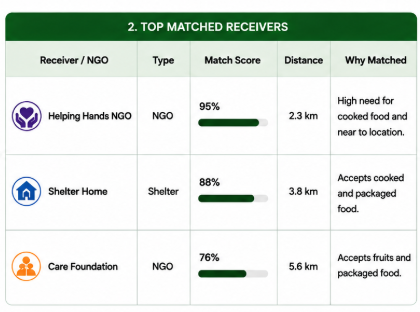 2. TOP MATCHED RECEIVERS
Receiver / NGO Type Match Score Distance Why Matched
Helping Hands NGO NGO 95% 2.3 km High need for
cooked food and
near to location.
Shelter Home Shelter 88% 3.8 km Accepts cooked
and packaged
food.
Care Foundation NGO 76% 5.6 km Accepts fruits and
packaged food.